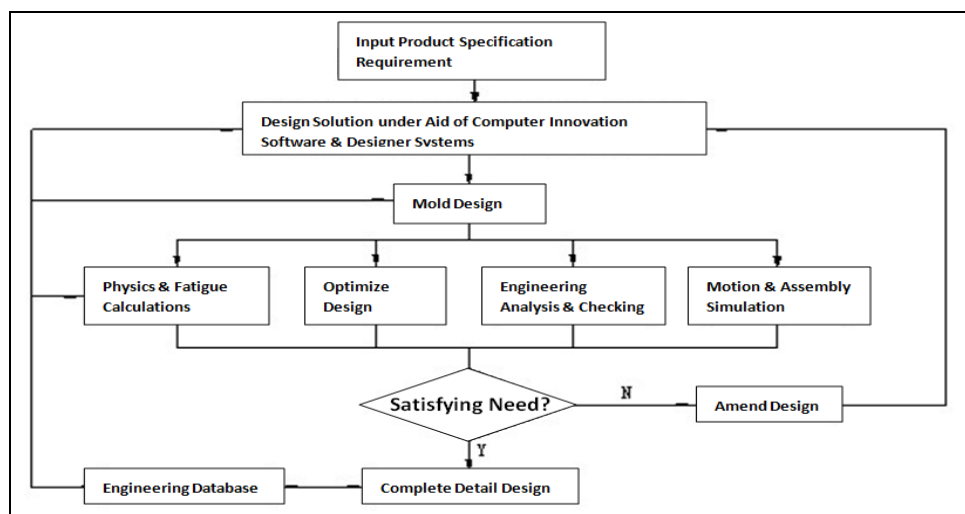 Input Product Specification
Requirement
Design Solution under Aid of Computer Innovation
Software & Designer Systems
Mold Design
Physics & Fatigue
Calculations
Optimize
Design
Engineering
Analysis & Checking
Motion & Assembly
Simulation
Satisfying Need?
N
Amend Design
Y
Engineering Database
Complete Detail Design